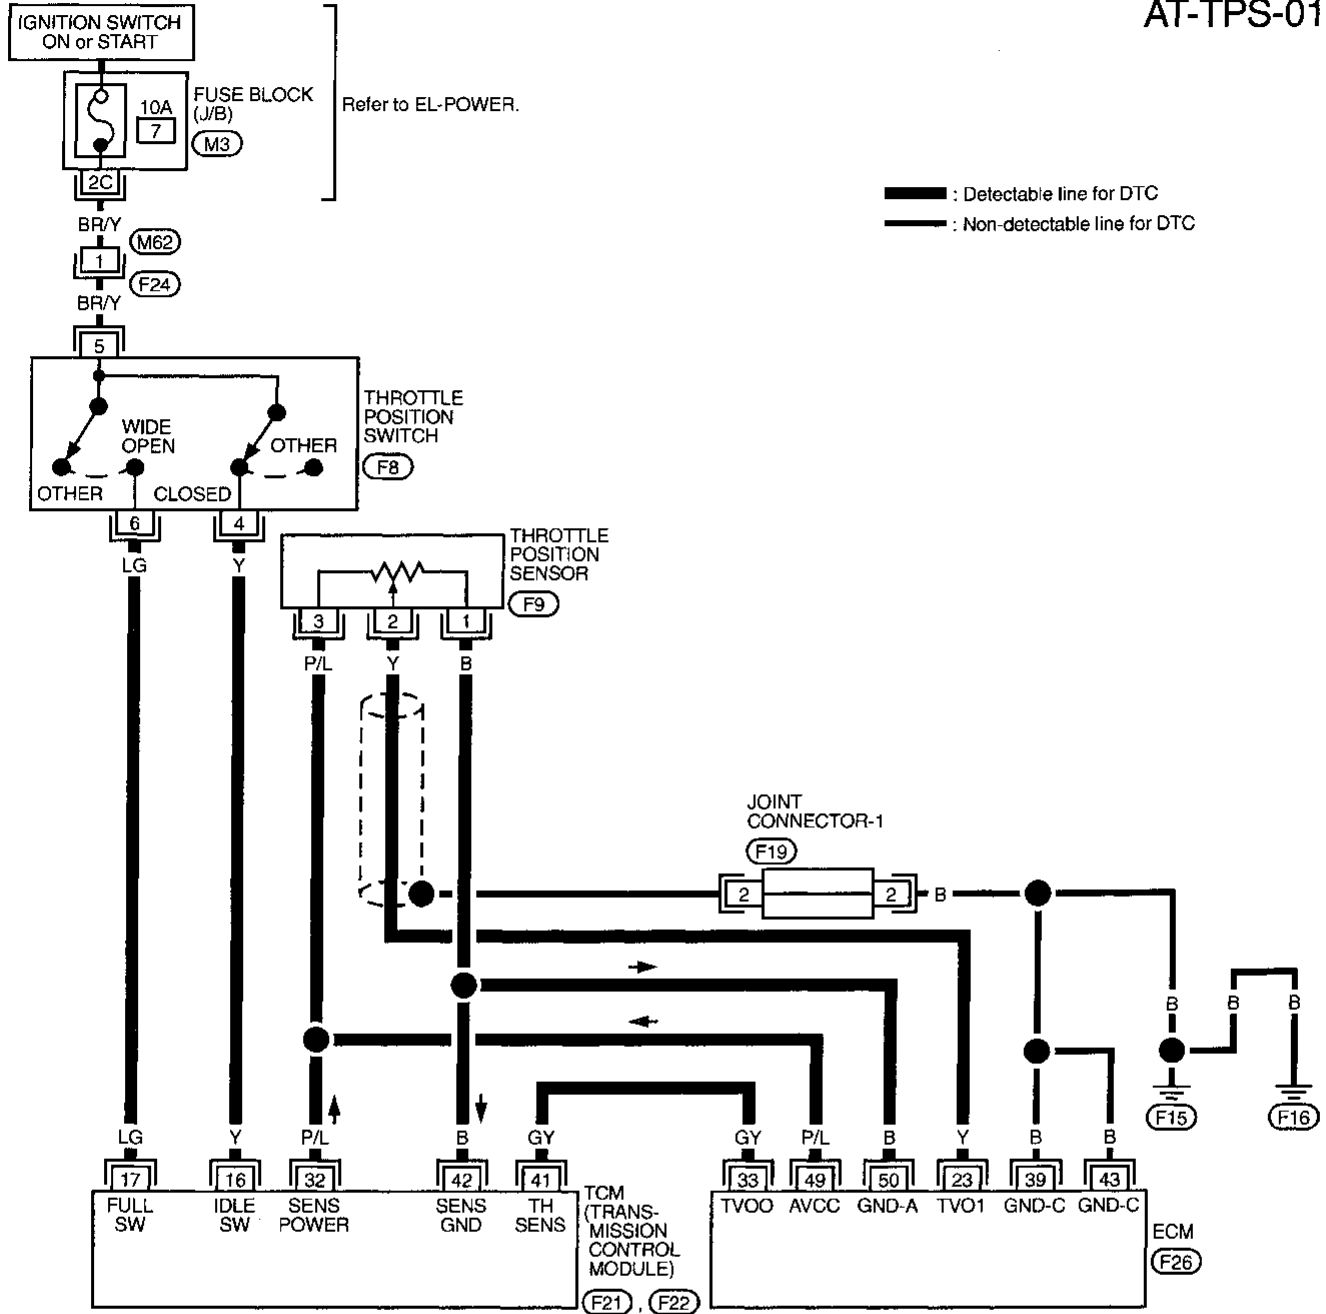 AT-TPS-01
IGNITION SWITCH
ON or START
FUSE BLOCK
(J/B)
10A
7
M3
Refer to EL-POWER.
2C
: Detectable line for DTC
: Non-detectable line for DTC
BR/Y
M62
1
F24
BR/Y
5
THROTTLE
POSITION
SWITCH
F8
WIDE
OPEN
OTHER
OTHER
CLOSED
6
4
LG
Y
THROTTLE
POSITION
SENSOR
F9
3
2
1
P/L
Y
B
JOINT
CONNECTOR-1
F19
2
2
B
B
B
B
F15
F16
LG
Y
P/L
B
GY
GY
P/L
B
Y
B
B
17
16
32
42
41
33
49
50
23
39
43
FULL
SW
IDLE
SW
SENS
POWER
SENS
GND
TH
SENS
TCM
(TRANS-
MISSION
CONTROL
MODULE)
F21 , F22
TVO0
AVCC
GND-A
TVO1
GND-C
GND-C
ECM
F26